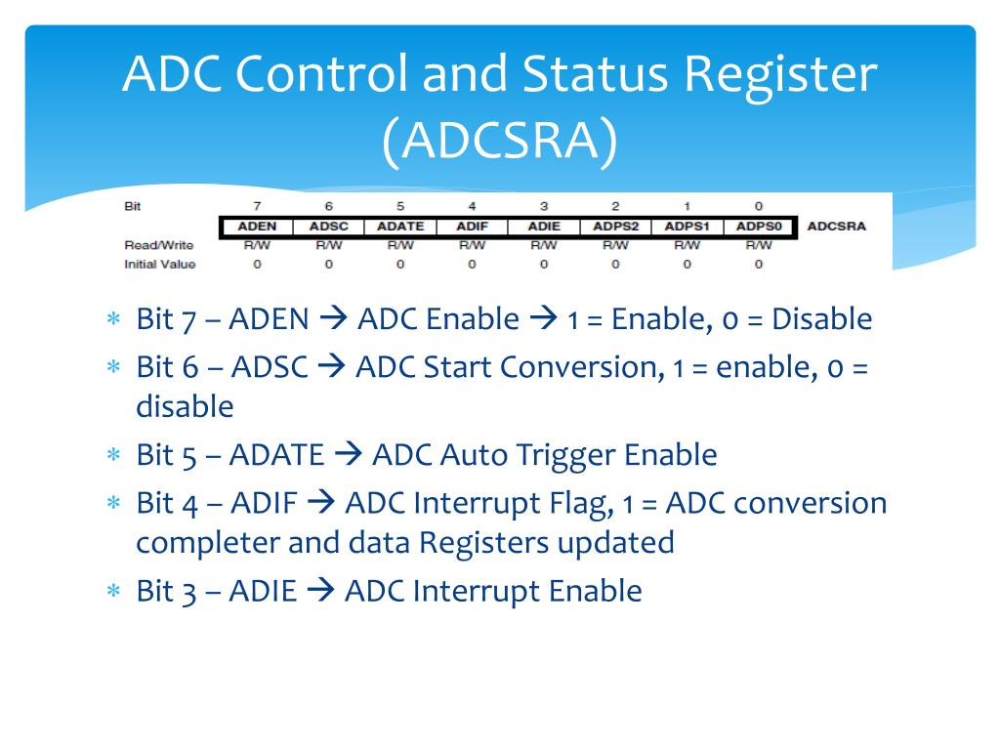 ADC Control and Status Register
(ADCSRA)
Bit 7 6 5 4 3 2 1 0
ADEN ADSC ADATE ADIF ADIE ADPS2 ADPS1 ADPS0 ADCSRA
Read/Write R/W R/W R/W R/W R/W R/W R/W R/W
Initial Value 0 0 0 0 0 0 0 0
* Bit 7 – ADEN → ADC Enable → 1 = Enable, 0 = Disable
* Bit 6 – ADSC → ADC Start Conversion, 1 = enable, 0 =
disable
* Bit 5 – ADATE → ADC Auto Trigger Enable
* Bit 4 – ADIF → ADC Interrupt Flag, 1 = ADC conversion
completer and data Registers updated
* Bit 3 – ADIE → ADC Interrupt Enable